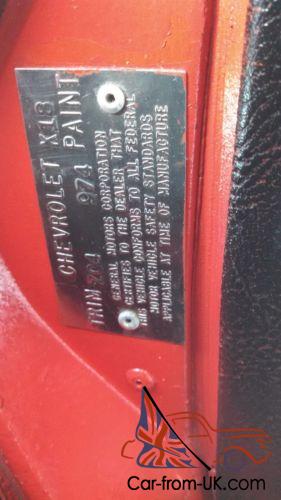 CHEVROLET X18
TRIM 204 974 PAINT
GENERAL MOTORS CORPORATION
CERTIFIES TO THE DEALER THAT
THIS VEHICLE CONFORMS TO ALL FEDERAL
MOTOR VEHICLE SAFETY STANDARDS
APPLICABLE AT TIME OF MANUFACTURE
Car-from-UK.com